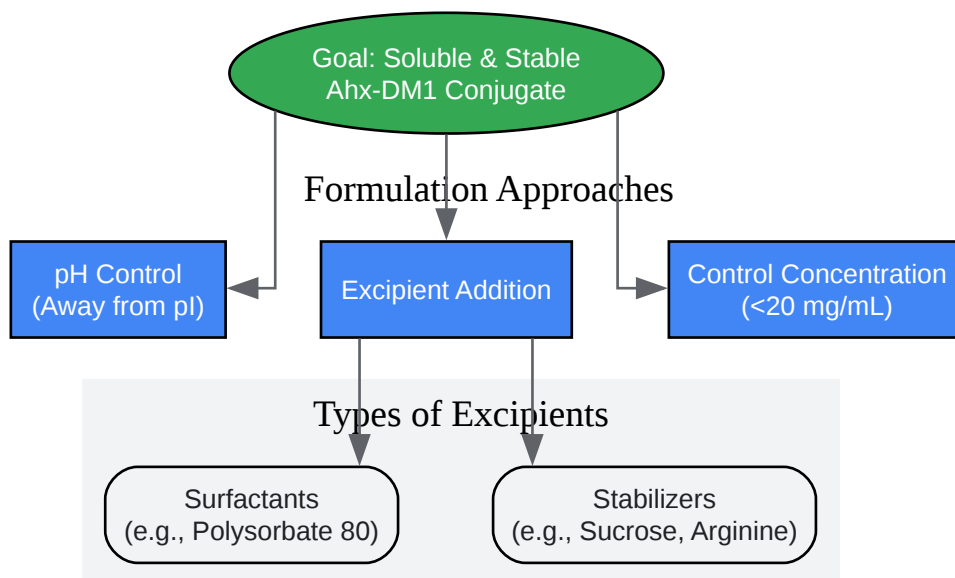 Goal: Soluble & Stable
Ahx-DM1 Conjugate
Formulation Approaches
pH Control
(Away from pI)
Excipient Addition
Control Concentration
(<20 mg/mL)
Types of Excipients
Surfactants
(e.g., Polysorbate 80)
Stabilizers
(e.g., Sucrose, Arginine)